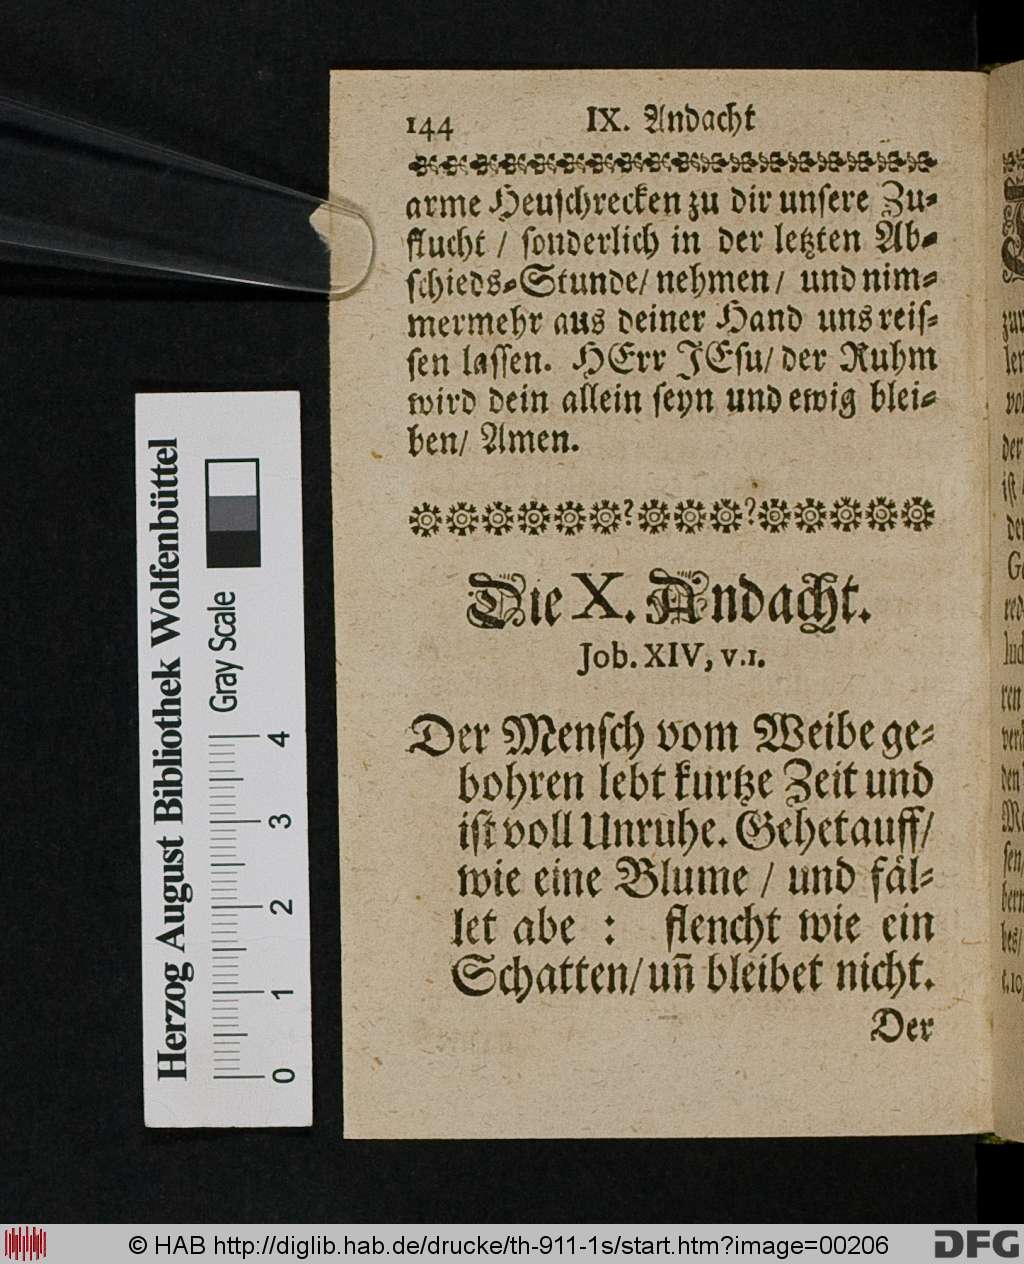 144 IX. Andacht
arme Heuschrecken zu dir unsere Zu-
flucht / sonderlich in der letzten Ab-
schieds-Stunde/ nehmen / und nim-
mermehr aus deiner Hand uns reis-
sen lassen. HErr JEsu/ der Ruhm
wird dein allein seyn und ewig blei-
ben/ Amen.
Die X. Andacht.
Job. XIV, v.1.
Der Mensch vom Weibe ge-
bohren lebt kurtze Zeit und
ist voll Unruhe. Gehet auff/
wie eine Blume / und fäl-
let abe : flencht wie ein
Schatten/ uñ bleibet nicht.
Der
Herzog August Bibliothek Wolfenbüttel
Gray Scale
0 1 2 3 4
© HAB http://diglib.hab.de/drucke/th-911-1s/start.htm?image=00206
DFG